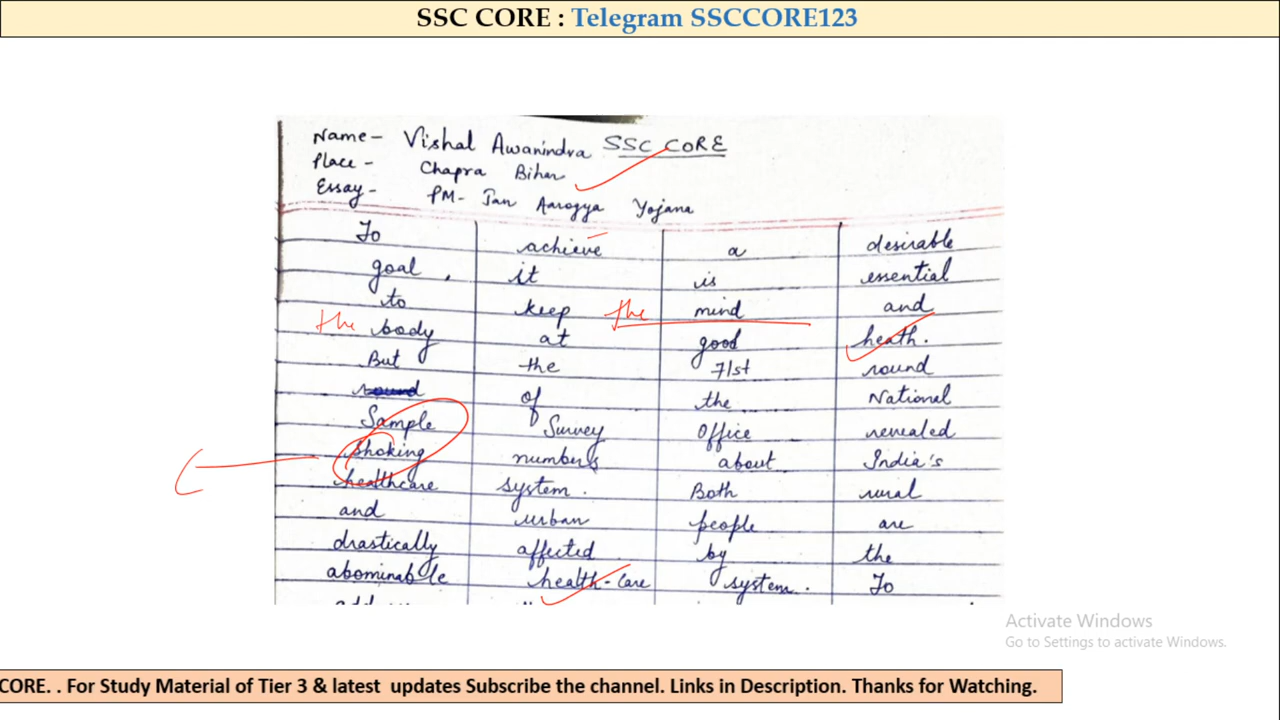 SSC CORE : Telegram SSCCORE123
Name- Vishal Awanindra SSC CORE
Place - Chapra Bihar
Essay- PM- Jan Aarogya Yojana
To achieve a desirable
goal, it is essential
to keep the mind and
the body at good heath.
But the 71st round
round of the National
Sample Survey Office revealed
shoking numbers about India's
healthcare system. Both rural
and urban people are
drastically affected by the
abominable health-care system. To
Activate Windows
Go to Settings to activate Windows.
CORE. . For Study Material of Tier 3 & latest updates Subscribe the channel. Links in Description. Thanks for Watching.